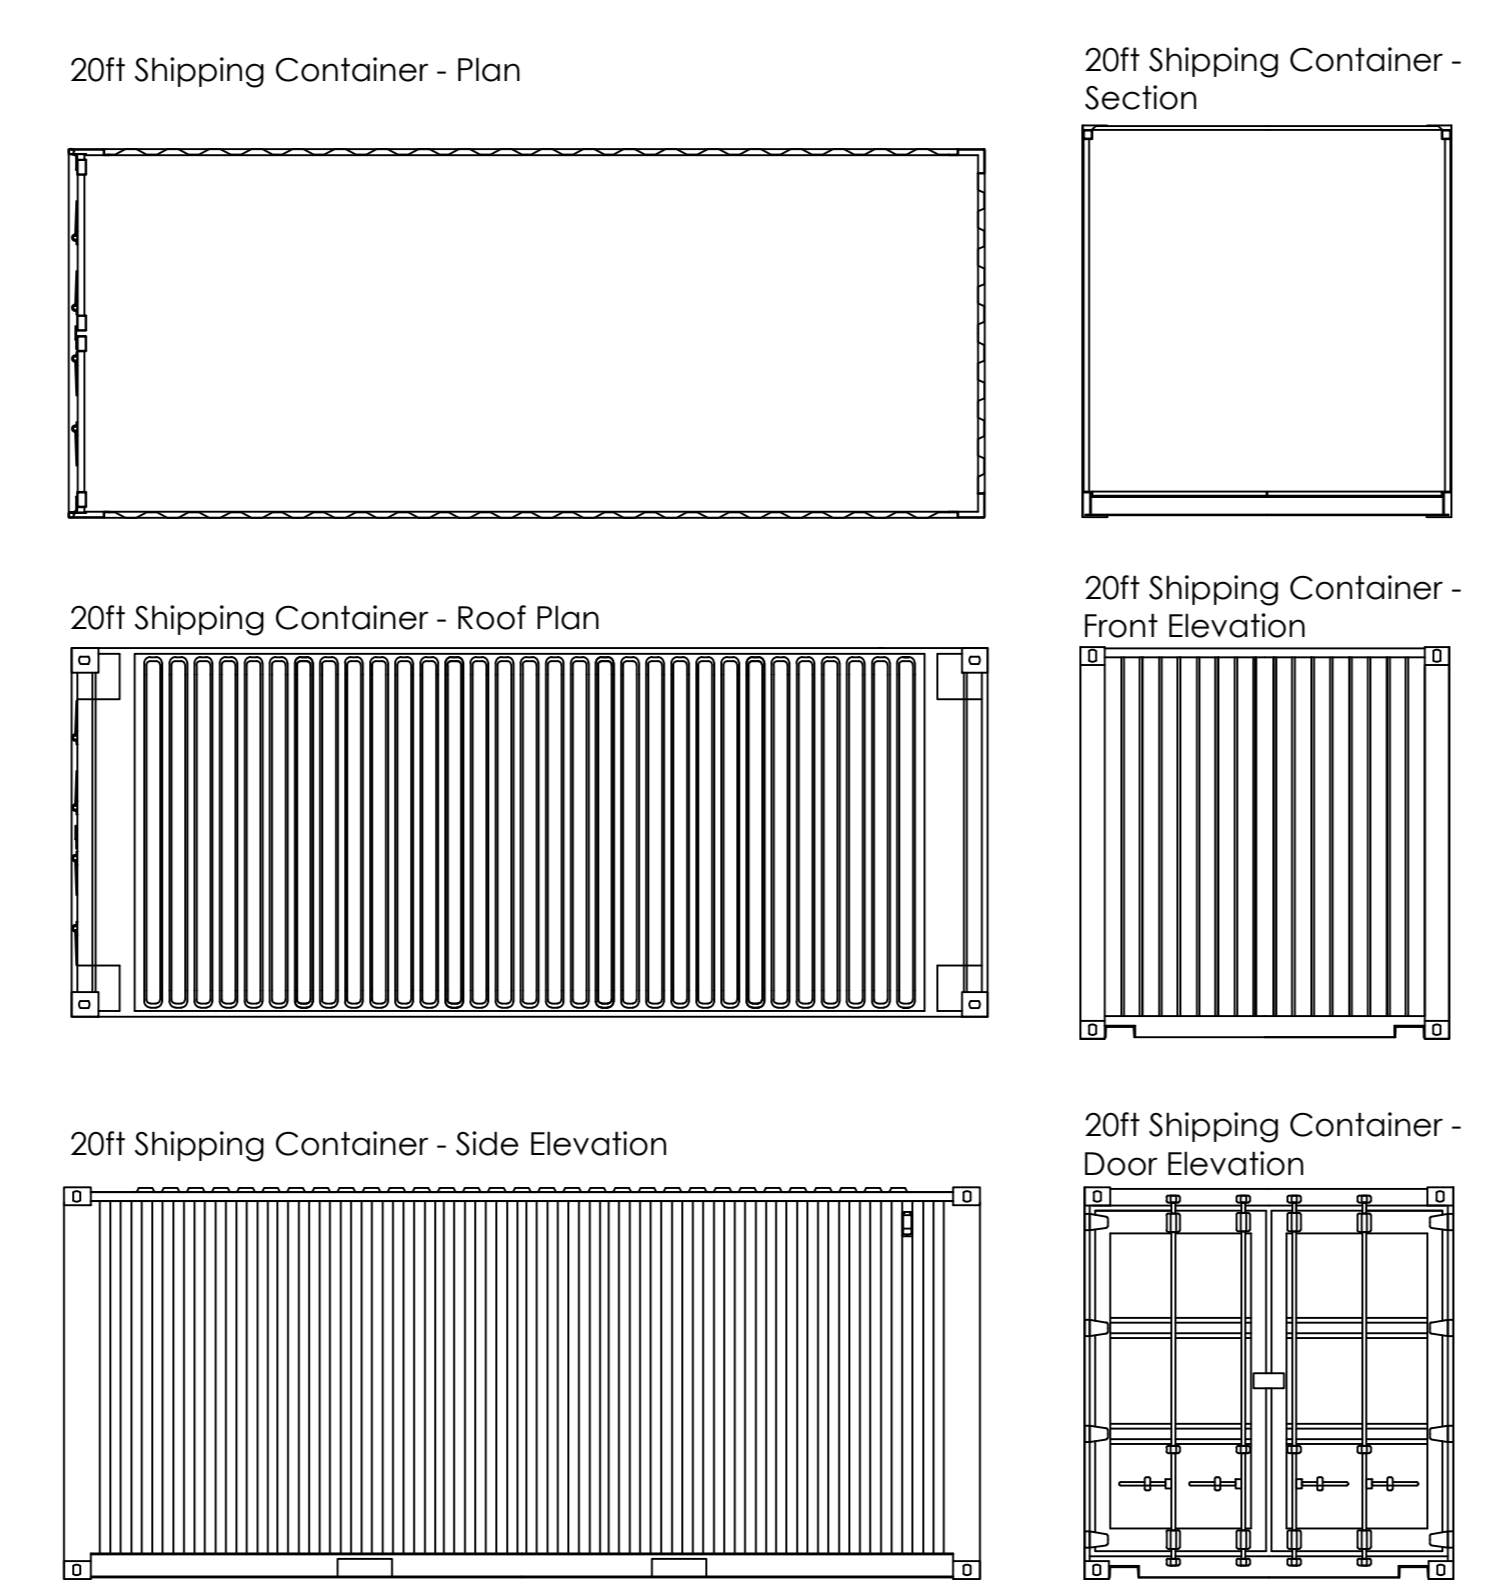 20ft Shipping Container - Plan
20ft Shipping Container -
Section
20ft Shipping Container - Roof Plan
20ft Shipping Container -
Front Elevation
20ft Shipping Container - Side Elevation
20ft Shipping Container -
Door Elevation